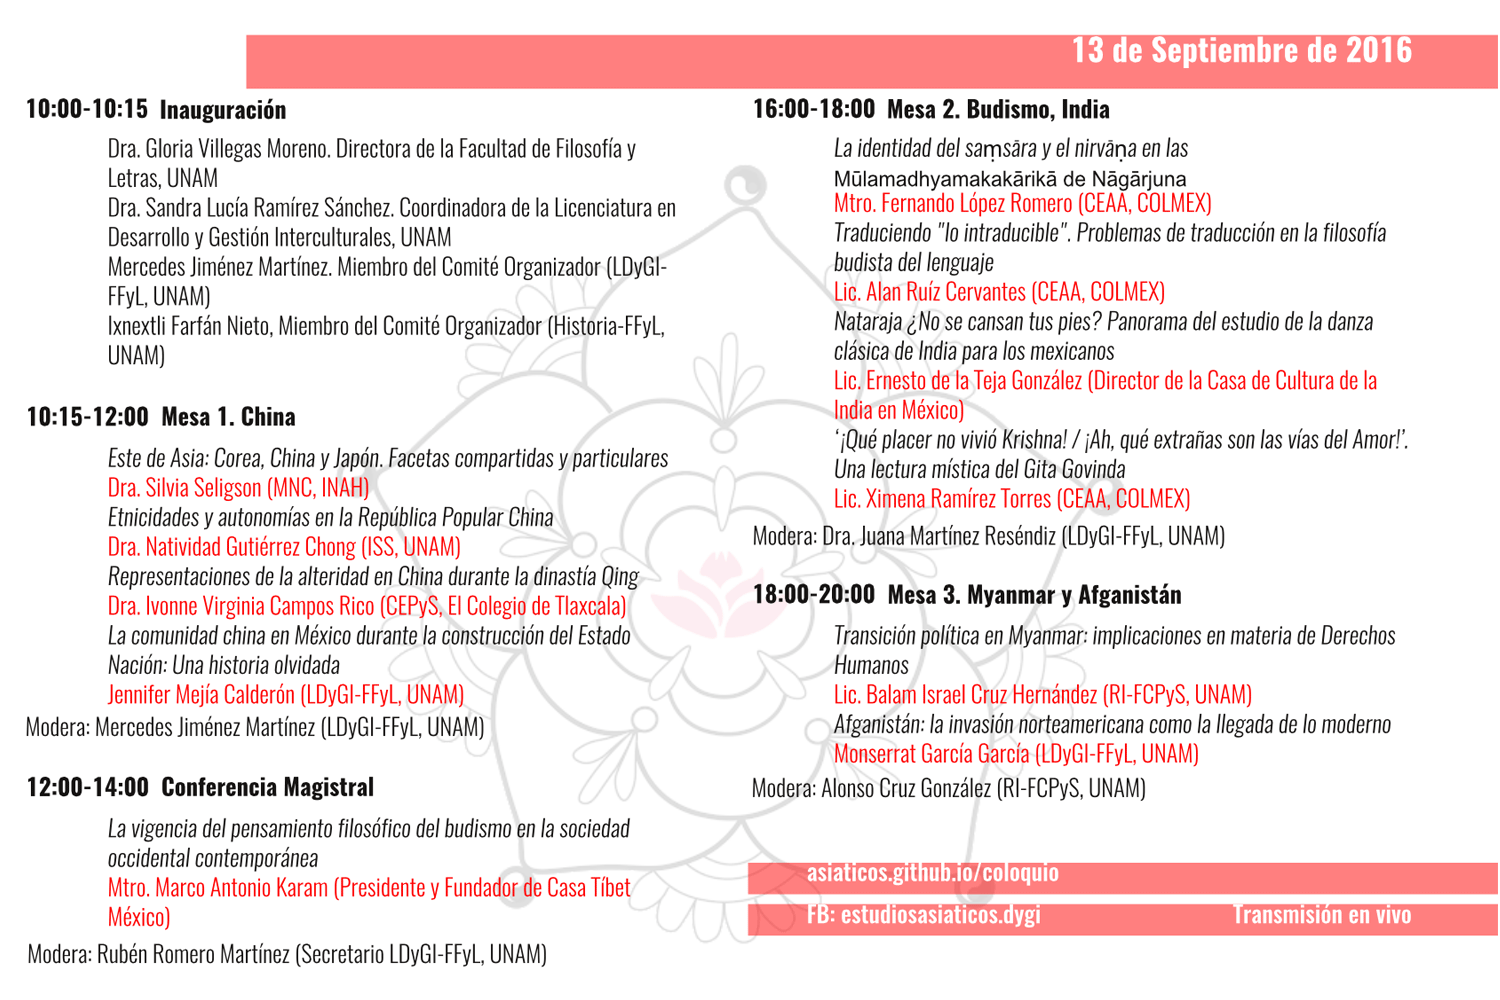 13 de Septiembre de 2016
10:00-10:15 Inauguración
Dra. Gloria Villegas Moreno. Directora de la Facultad de Filosofía y
Letras, UNAM
Dra. Sandra Lucía Ramírez Sánchez. Coordinadora de la Licenciatura en
Desarrollo y Gestión Interculturales, UNAM
Mercedes Jiménez Martínez. Miembro del Comité Organizador (LDyGI-
FFyL, UNAM)
Ixnextli Farfán Nieto, Miembro del Comité Organizador (Historia-FFyL,
UNAM)
10:15-12:00 Mesa 1. China
Este de Asia: Corea, China y Japón. Facetas compartidas y particulares
Dra. Silvia Seligson (MNC, INAH)
Etnicidades y autonomías en la República Popular China
Dra. Natividad Gutiérrez Chong (ISS, UNAM)
Representaciones de la alteridad en China durante la dinastía Qing
Dra. Ivonne Virginia Campos Rico (CEPyS, El Colegio de Tlaxcala)
La comunidad china en México durante la construcción del Estado
Nación: Una historia olvidada
Jennifer Mejía Calderón (LDyGI-FFyL, UNAM)
Modera: Mercedes Jiménez Martínez (LDyGI-FFyL, UNAM)
12:00-14:00 Conferencia Magistral
La vigencia del pensamiento filosófico del budismo en la sociedad
occidental contemporánea
Mtro. Marco Antonio Karam (Presidente y Fundador de Casa Tíbet
México)
Modera: Rubén Romero Martínez (Secretario LDyGI-FFyL, UNAM)
16:00-18:00 Mesa 2. Budismo, India
La identidad del saṃsāra y el nirvāṇa en las
Mūlamadhyamakakārikā de Nāgārjuna
Mtro. Fernando López Romero (CEAA, COLMEX)
Traduciendo "lo intraducible". Problemas de traducción en la filosofía
budista del lenguaje
Lic. Alan Ruíz Cervantes (CEAA, COLMEX)
Nataraja ¿No se cansan tus pies? Panorama del estudio de la danza
clásica de India para los mexicanos
Lic. Ernesto de la Teja González (Director de la Casa de Cultura de la
India en México)
‘¡Qué placer no vivió Krishna! / ¡Ah, qué extrañas son las vías del Amor!’.
Una lectura mística del Gita Govinda
Lic. Ximena Ramírez Torres (CEAA, COLMEX)
Modera: Dra. Juana Martínez Reséndiz (LDyGI-FFyL, UNAM)
18:00-20:00 Mesa 3. Myanmar y Afganistán
Transición política en Myanmar: implicaciones en materia de Derechos
Humanos
Lic. Balam Israel Cruz Hernández (RI-FCPyS, UNAM)
Afganistán: la invasión norteamericana como la llegada de lo moderno
Monserrat García García (LDyGI-FFyL, UNAM)
Modera: Alonso Cruz González (RI-FCPyS, UNAM)
asiaticos.github.io/coloquio
FB: estudiosasiaticos.dygi Transmisión en vivo